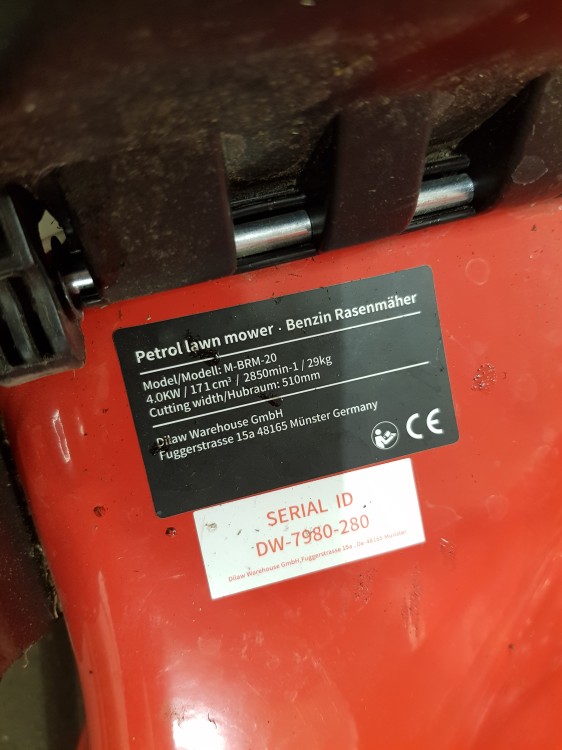 Petrol lawn mower · Benzin Rasenmäher
Model/Modell: M-BRM-20
4.0KW / 171 cm³ / 2850min-1 / 29kg
Cutting width/Hubraum: 510mm
Dilaw Warehouse GmbH
Fuggerstrasse 15a 48165 Münster Germany
CE
SERIAL ID
DW-7980-280
Dilaw Warehouse GmbH,Fuggerstrasse 15a , De-48165 Münster.